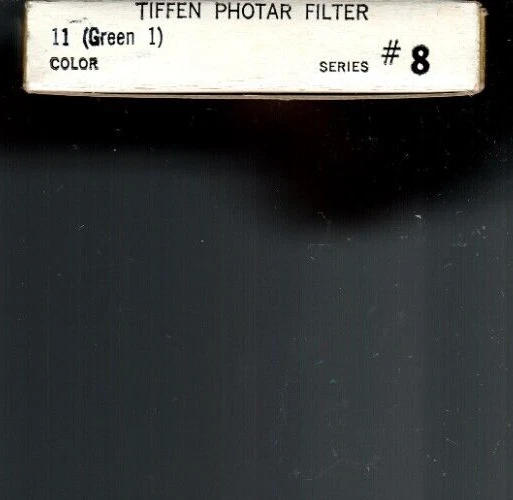 TIFFEN PHOTAR FILTER
11 (Green 1)
COLOR
SERIES # 8